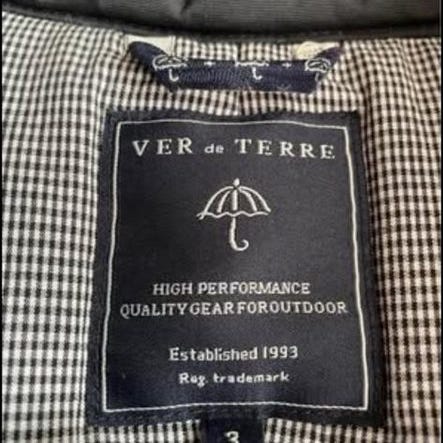 VER de TERRE
HIGH PERFORMANCE
QUALITY GEAR FOR OUTDOOR
Established 1993
Reg. trademark
3